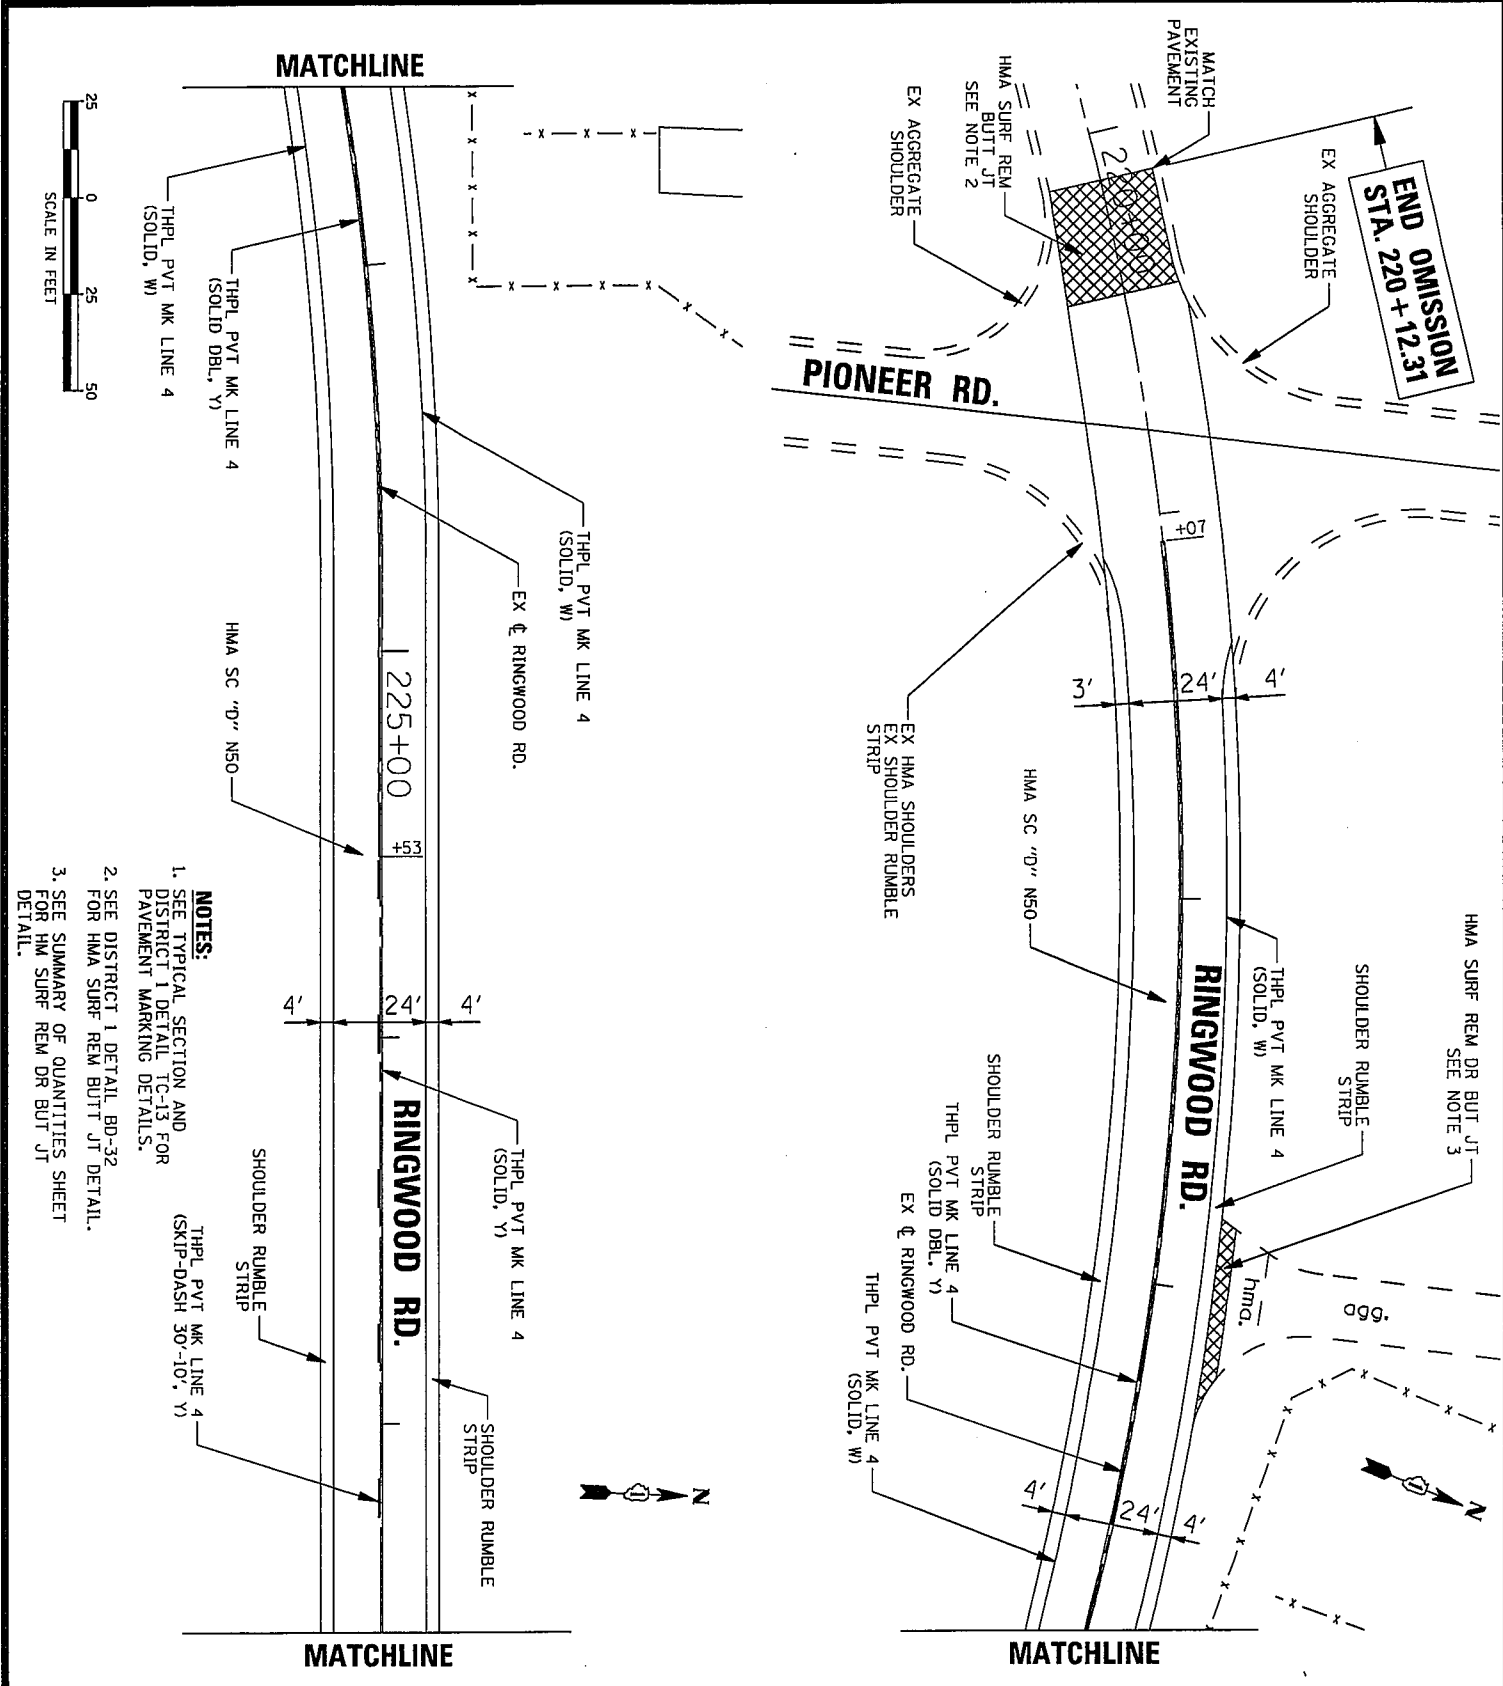 MATCH
EXISTING
PAVEMENT
HMA SURF REM
BUTT JT
SEE NOTE 2
EX AGGREGATE
SHOULDER
EX AGGREGATE
SHOULDER
END OMISSION
STA. 220+12.31
220+00
PIONEER RD.
+07
3'
24'
4'
EX HMA SHOULDERS
EX SHOULDER RUMBLE
STRIP
HMA SC "D" N50
RINGWOOD RD.
THPL PVT MK LINE 4
(SOLID, W)
SHOULDER RUMBLE
STRIP
HMA SURF REM DR BUT JT
SEE NOTE 3
hma.
agg.
SHOULDER RUMBLE
STRIP
THPL PVT MK LINE 4
(SOLID DBL, Y)
EX ℄ RINGWOOD RD.
THPL PVT MK LINE 4
(SOLID, W)
4'
24'
4'
N
MATCHLINE
MATCHLINE
25
0
25
50
SCALE IN FEET
THPL PVT MK LINE 4
(SOLID, W)
THPL PVT MK LINE 4
(SOLID DBL, Y)
THPL PVT MK LINE 4
(SOLID, W)
EX ℄ RINGWOOD RD.
225+00
HMA SC "D" N50
+53
4'
24'
4'
RINGWOOD RD.
THPL PVT MK LINE 4
(SOLID, Y)
SHOULDER RUMBLE
STRIP
SHOULDER RUMBLE
STRIP
THPL PVT MK LINE 4
(SKIP-DASH 30'-10', Y)
N
MATCHLINE
NOTES:
1. SEE TYPICAL SECTION AND
DISTRICT 1 DETAIL TC-13 FOR
PAVEMENT MARKING DETAILS.
2. SEE DISTRICT 1 DETAIL BD-32
FOR HMA SURF REM BUTT JT DETAIL.
3. SEE SUMMARY OF QUANTITIES SHEET
FOR HM SURF REM DR BUT JT
DETAIL.